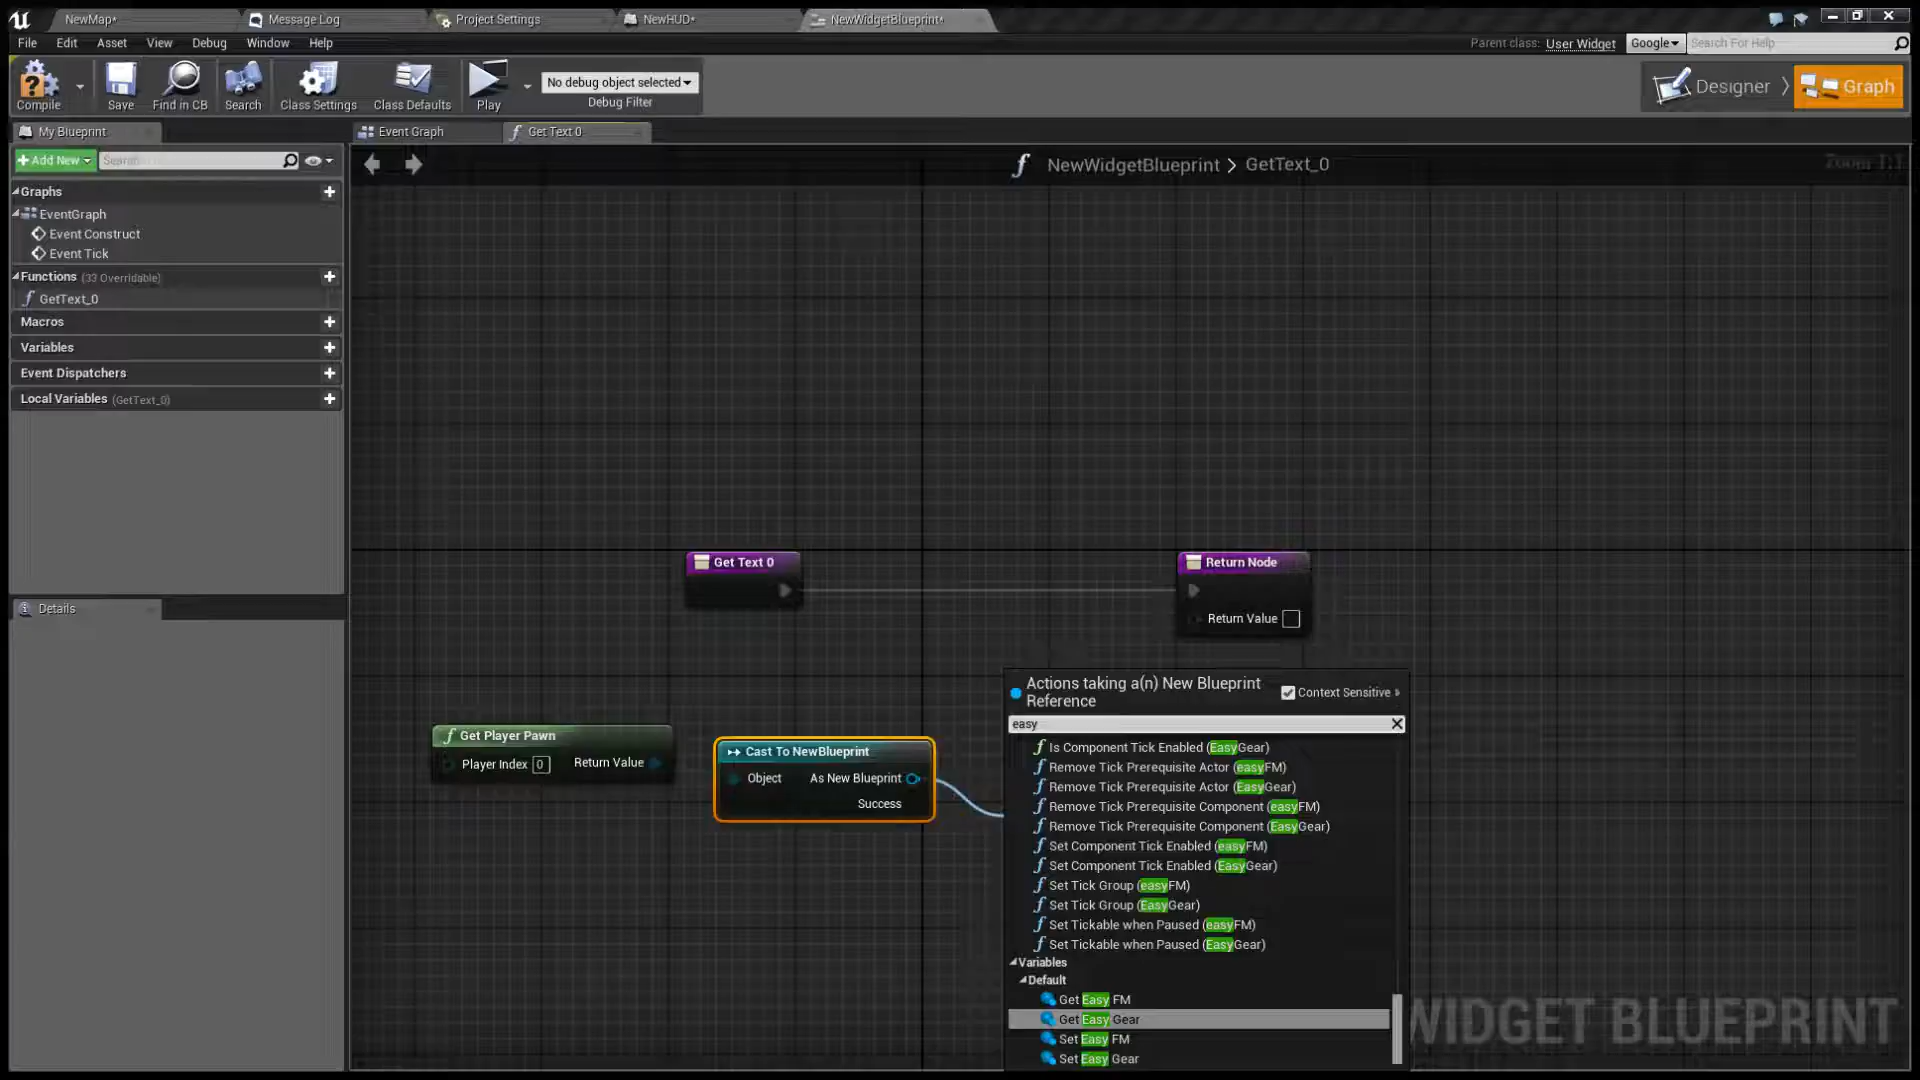 NewMap*
Message Log
Project Settings
NewHUD*
NewWidgetBlueprint*
File
Edit
Asset
View
Debug
Window
Help
Parent class:
User Widget
Google
Search For Help
Compile
Save
Find in CB
Search
Class Settings
Class Defaults
Play
No debug object selected
Debug Filter
Designer
Graph
My Blueprint
Event Graph
Get Text 0
Add New
Search
NewWidgetBlueprint > GetText_0
Zoom 1:1
Graphs
EventGraph
Event Construct
Event Tick
Functions (33 Overridable)
GetText_0
Macros
Variables
Event Dispatchers
Local Variables (GetText_0)
Details
Get Text 0
Return Node
Return Value
Get Player Pawn
Player Index 0
Return Value
Cast To NewBlueprint
Object
As New Blueprint
Success
Actions taking a(n) New Blueprint
Reference
Context Sensitive
easy
Is Component Tick Enabled (EasyGear)
Remove Tick Prerequisite Actor (easyFM)
Remove Tick Prerequisite Actor (EasyGear)
Remove Tick Prerequisite Component (easyFM)
Remove Tick Prerequisite Component (EasyGear)
Set Component Tick Enabled (easyFM)
Set Component Tick Enabled (EasyGear)
Set Tick Group (easyFM)
Set Tick Group (EasyGear)
Set Tickable when Paused (easyFM)
Set Tickable when Paused (EasyGear)
Variables
Default
Get Easy FM
Get Easy Gear
Set Easy FM
Set Easy Gear
WIDGET BLUEPRINT